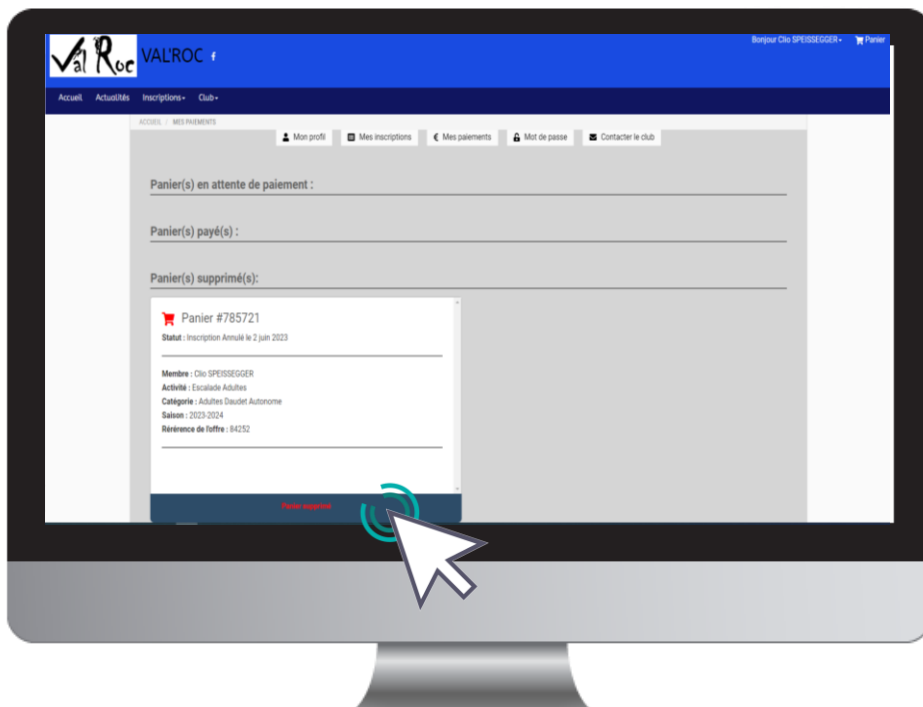 Val Roc
VAL'ROC f
Bonjour Clio SPEISSEGGER
Panier
Accueil Actualités Inscriptions Club
ACCUEIL / MES PAIEMENTS
Mon profil Mes inscriptions € Mes paiements Mot de passe Contacter le club
Panier(s) en attente de paiement :
Panier(s) payé(s) :
Panier(s) supprimé(s):
Panier #785721
Statut : Inscription Annulé le 2 juin 2023
Membre : Clio SPEISSEGGER
Activité : Escalade Adultes
Catégorie : Adultes Daudet Autonome
Saison : 2023-2024
Rérérence de l'offre : 84252
Panier supprimé